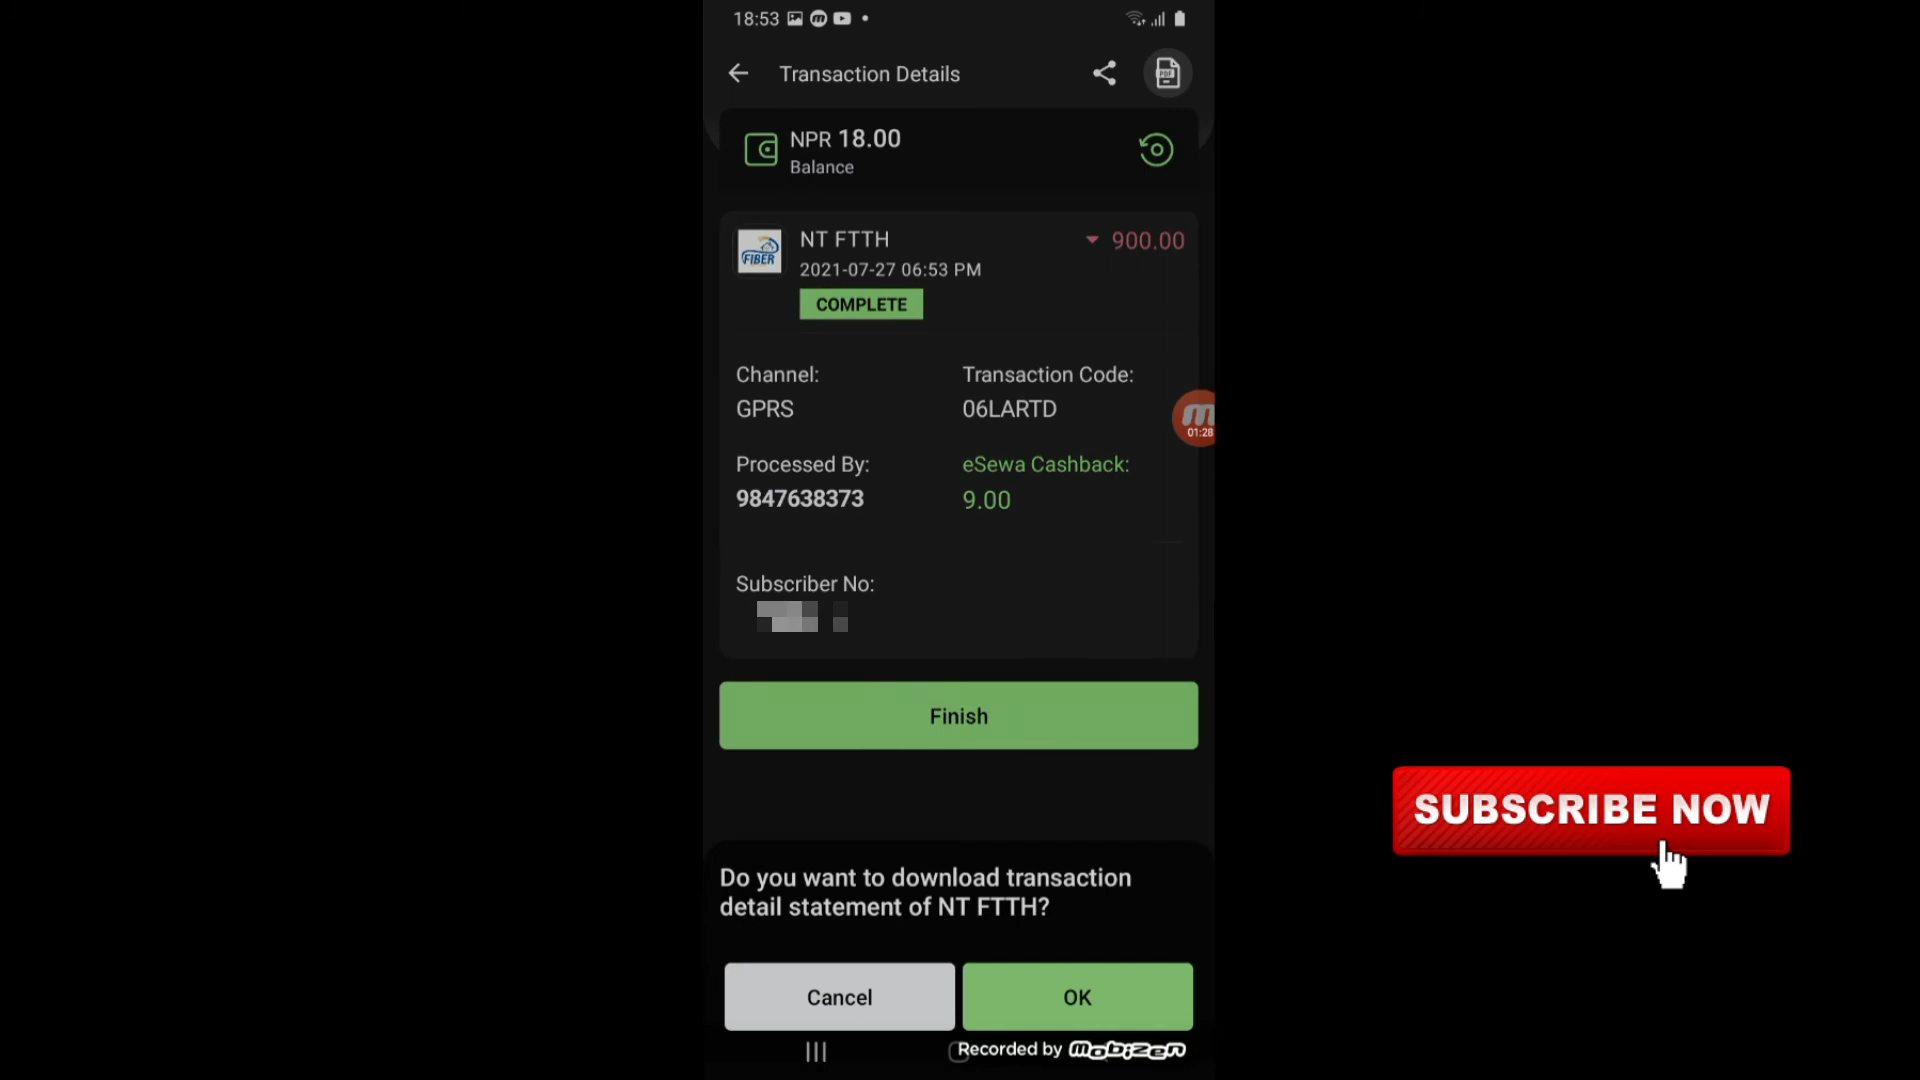 18:53
Transaction Details
PDF
NPR 18.00
Balance
NT FTTH
900.00
FIBER
2021-07-27 06:53 PM
COMPLETE
Channel:
Transaction Code:
GPRS
06LARTD
01:28
Processed By:
eSewa Cashback:
9847638373
9.00
Subscriber No:
Finish
SUBSCRIBE NOW
Do you want to download transaction
detail statement of NT FTTH?
Cancel
OK
Recorded by Mobizen